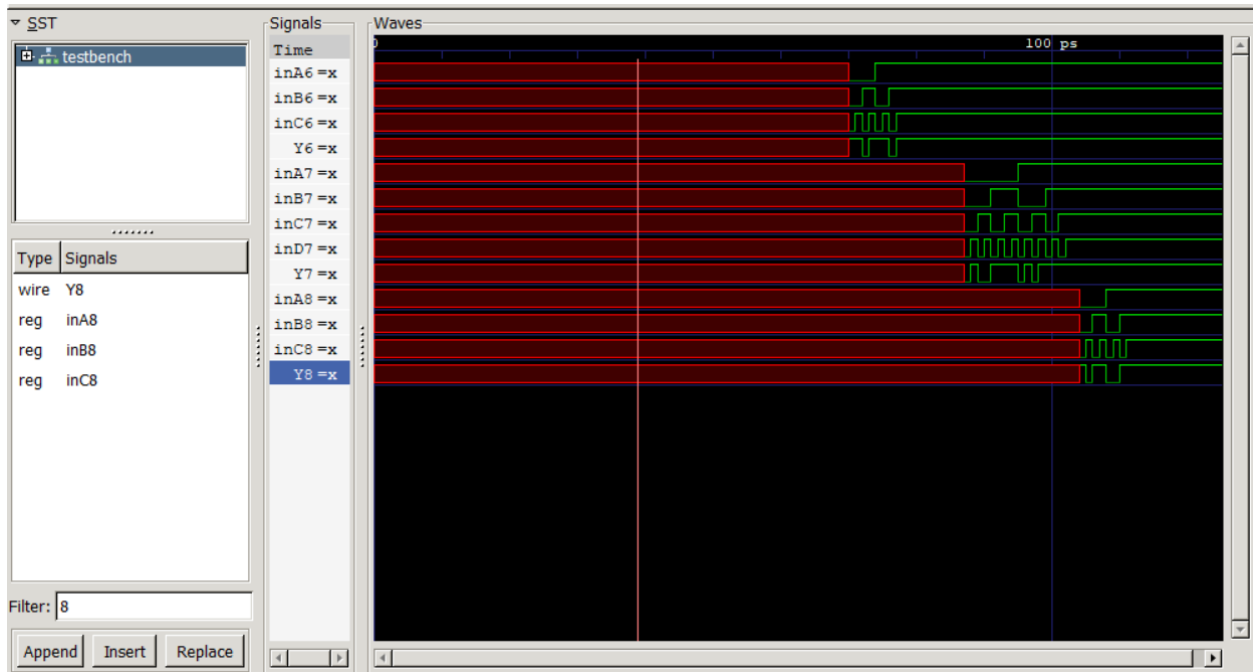 SST
testbench
Type Signals
wire Y8
reg inA8
reg inB8
reg inC8
Filter: 8
Append Insert Replace
Signals
Time
inA6=x
inB6=x
inC6=x
Y6=x
inA7=x
inB7=x
inC7=x
inD7=x
Y7=x
inA8=x
inB8=x
inC8=x
Y8=x
Waves
0 100 ps